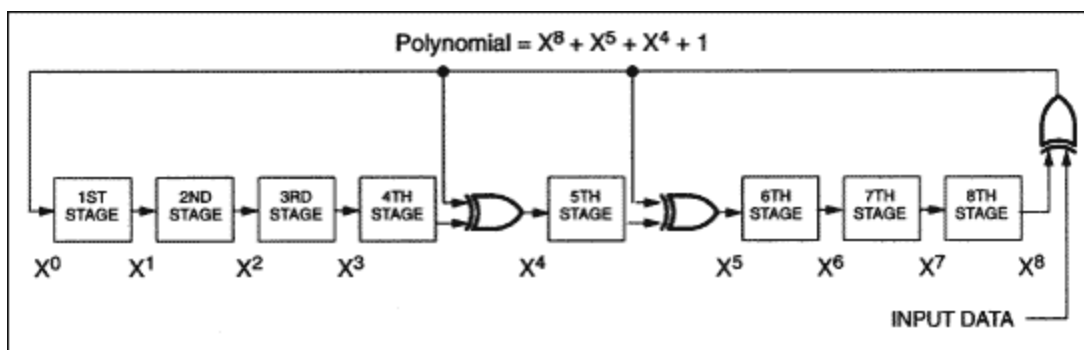 Polynomial = X⁸ + X⁵ + X⁴ + 1
1ST STAGE
2ND STAGE
3RD STAGE
4TH STAGE
5TH STAGE
6TH STAGE
7TH STAGE
8TH STAGE
X⁰ X¹ X² X³ X⁴ X⁵ X⁶ X⁷ X⁸
INPUT DATA